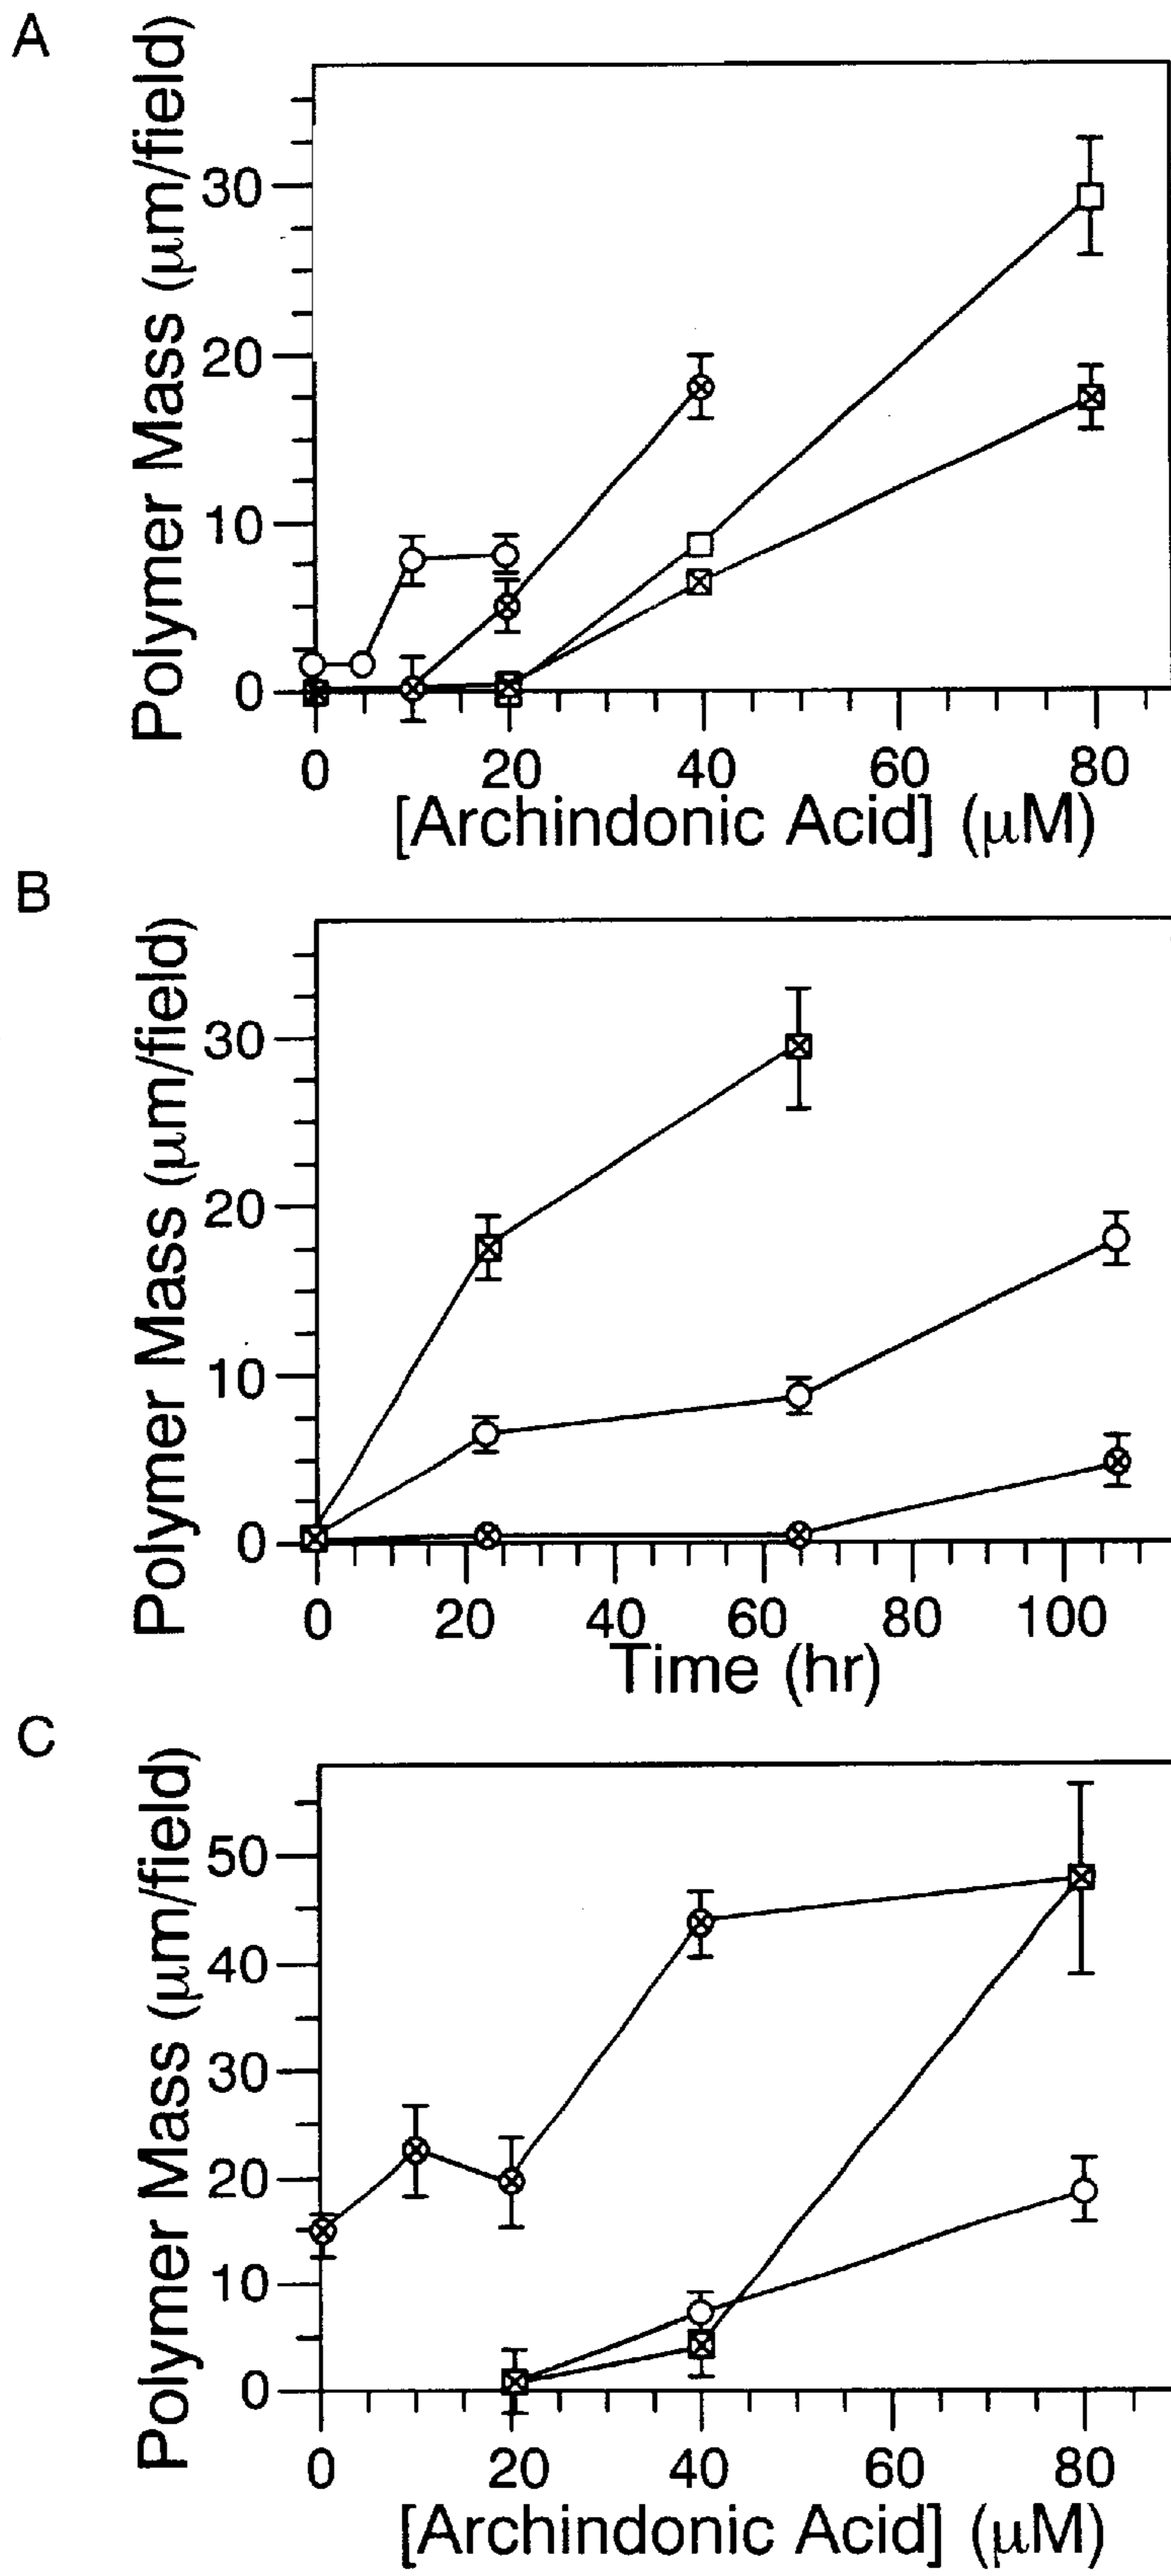 A
Polymer Mass (μm/field)
30
20
10
0
0 20 40 60 80
[Archindonic Acid] (μM)
B
Polymer Mass (μm/field)
30
20
10
0
0 20 40 60 80 100
Time (hr)
C
Polymer Mass (μm/field)
50
40
30
20
10
0
0 20 40 60 80
[Archindonic Acid] (μM)